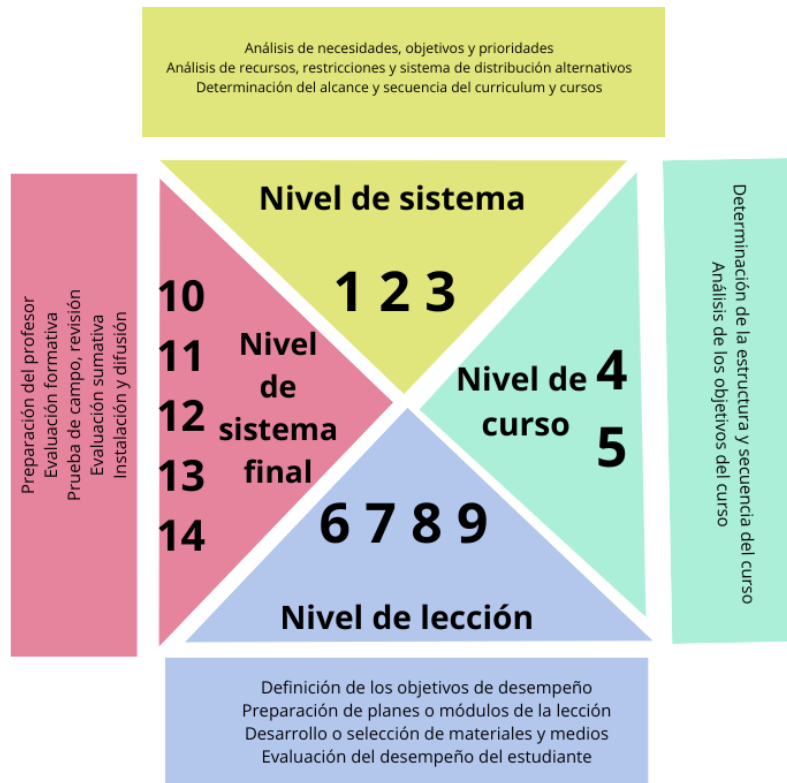 Análisis de necesidades, objetivos y prioridades
Análisis de recursos, restricciones y sistema de distribución alternativos
Determinación del alcance y secuencia del curriculum y cursos
Nivel de sistema
1 2 3
Determinación de la estructura y secuencia del curso
Análisis de los objetivos del curso
Nivel de
curso
4
5
6 7 8 9
Nivel de lección
Definición de los objetivos de desempeño
Preparación de planes o módulos de la lección
Desarrollo o selección de materiales y medios
Evaluación del desempeño del estudiante
10
11
12
13
14
Nivel
de
sistema
final
Preparación del profesor
Evaluación formativa
Prueba de campo, revisión
Evaluación sumativa
Instalación y difusión